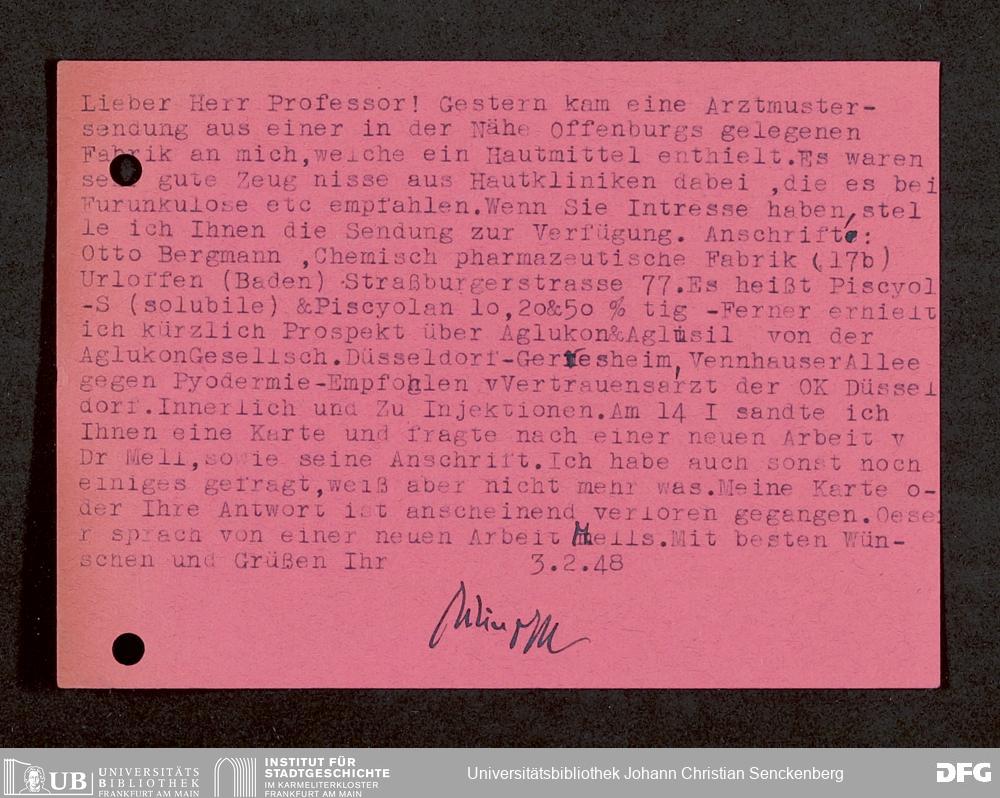 Lieber Herr Professor! Gestern kam eine Arztmuster-
sendung aus einer in der Nähe Offenburgs gelegenen
Fabrik an mich,welche ein Hautmittel enthielt.Es waren
sehr gute Zeug nisse aus Hautkliniken dabei ,die es bei
Furunkulose etc empfahlen.Wenn Sie Intresse haben,stel
le ich Ihnen die Sendung zur Verfügung. Anschrift:
Otto Bergmann ,Chemisch pharmazeutische Fabrik (17b)
Urloffen (Baden) Straßburgerstrasse 77.Es heißt Piscyol
-S (solubile) &Piscyolan lo,2o&5o % tig -Ferner erhielt
ich kürzlich Prospekt über Aglukon&Aglusil von der
AglukonGesellsch.Düsseldorf-Gerresheim,VennhauserAllee
gegen Pyodermie-Empfohlen vVertrauensarzt der OK Düssel
dorf.Innerlich und Zu Injektionen.Am 14 I sandte ich
Ihnen eine Karte und fragte nach einer neuen Arbeit v
Dr Mell,sowie seine Anschrift.Ich habe auch sonst noch
einiges gefragt,weiß aber nicht mehr was.Meine Karte o-
der Ihre Antwort ist anscheinend verloren gegangen.Oese
r sprach von einer neuen Arbeit Mells.Mit besten Wün-
schen und Grüßen Ihr 3.2.48
UB UNIVERSITÄTS
BIBLIOTHEK
FRANKFURT AM MAIN
INSTITUT FÜR
STADTGESCHICHTE
IM KARMELITERKLOSTER
FRANKFURT AM MAIN
Universitätsbibliothek Johann Christian Senckenberg
DFG